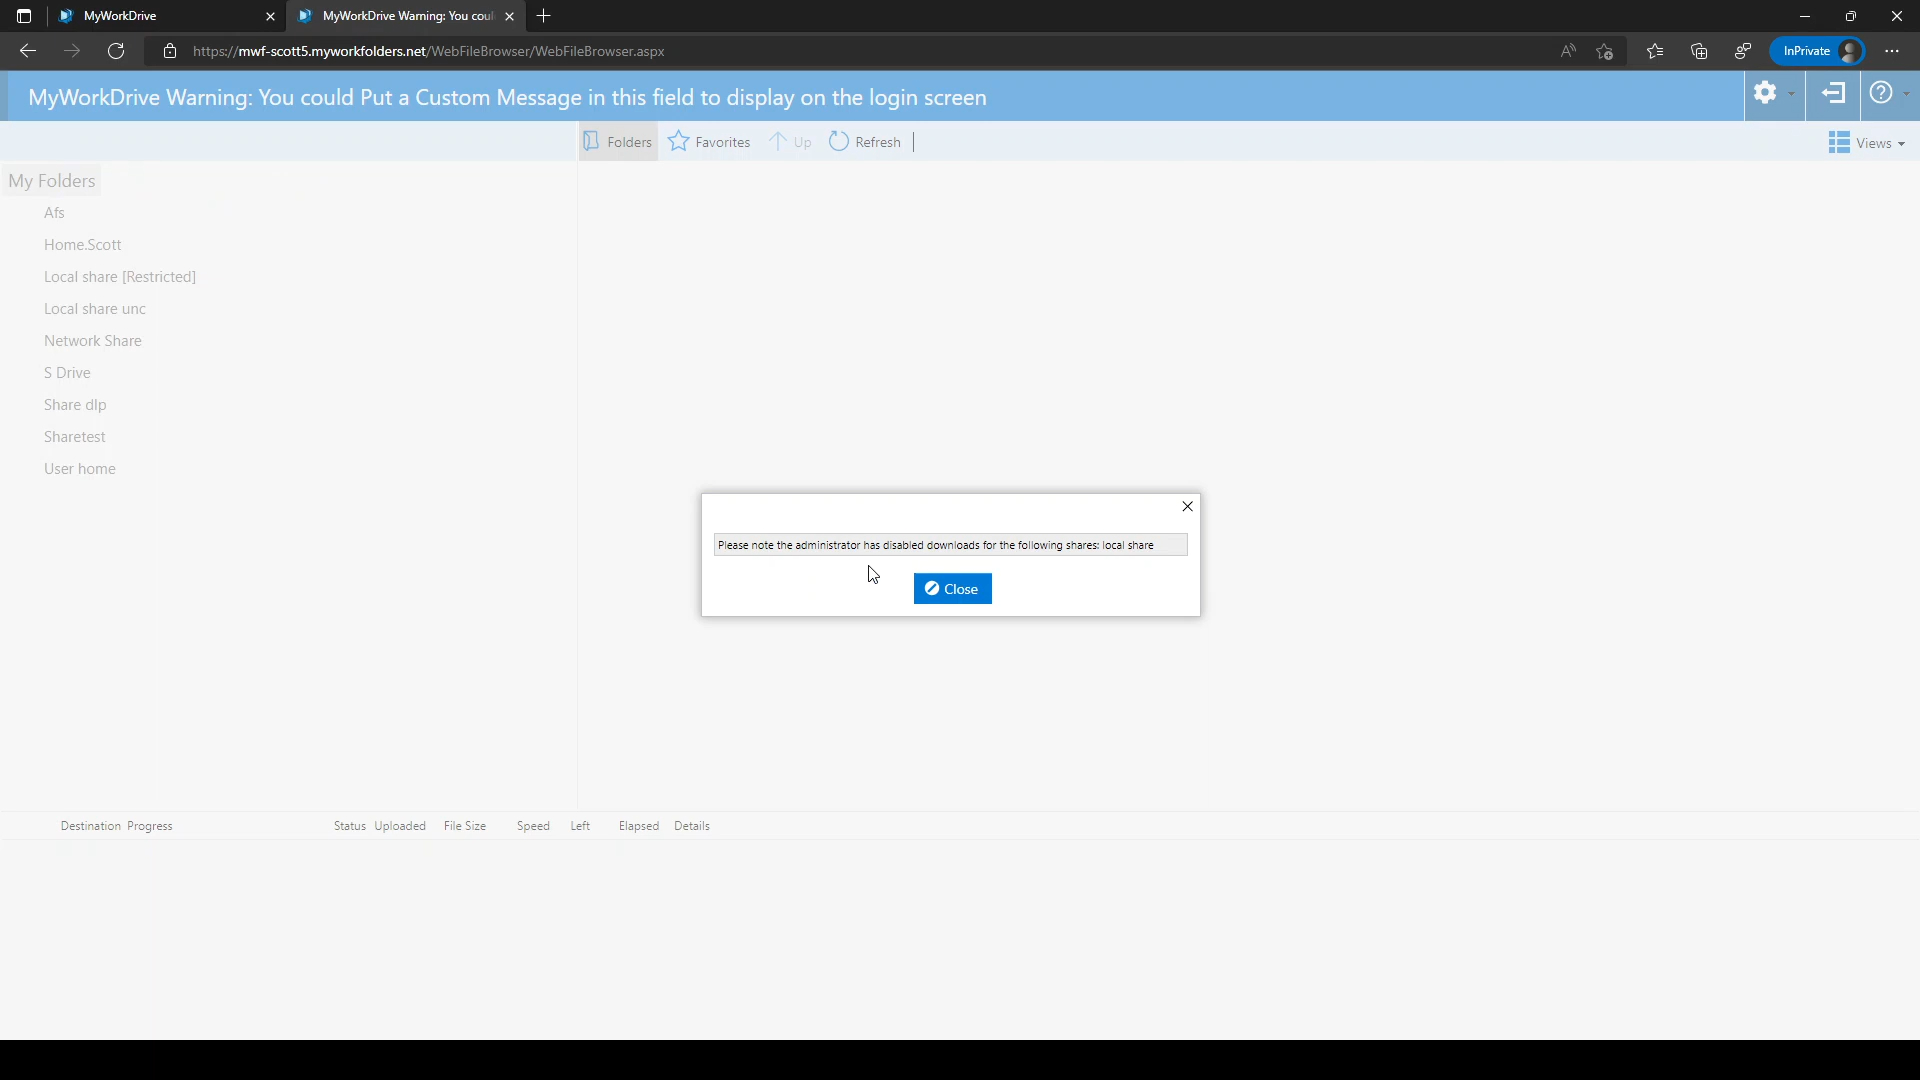 MyWorkDrive
MyWorkDrive Warning: You coul
https://mwf-scott5.myworkfolders.net/WebFileBrowser/WebFileBrowser.aspx
InPrivate
MyWorkDrive Warning: You could Put a Custom Message in this field to display on the login screen
Folders Favorites Up Refresh
Views
My Folders
Afs
Home.Scott
Local share [Restricted]
Local share unc
Network Share
S Drive
Share dlp
Sharetest
User home
Please note the administrator has disabled downloads for the following shares: local share
Close
Destination Progress Status Uploaded File Size Speed Left Elapsed Details